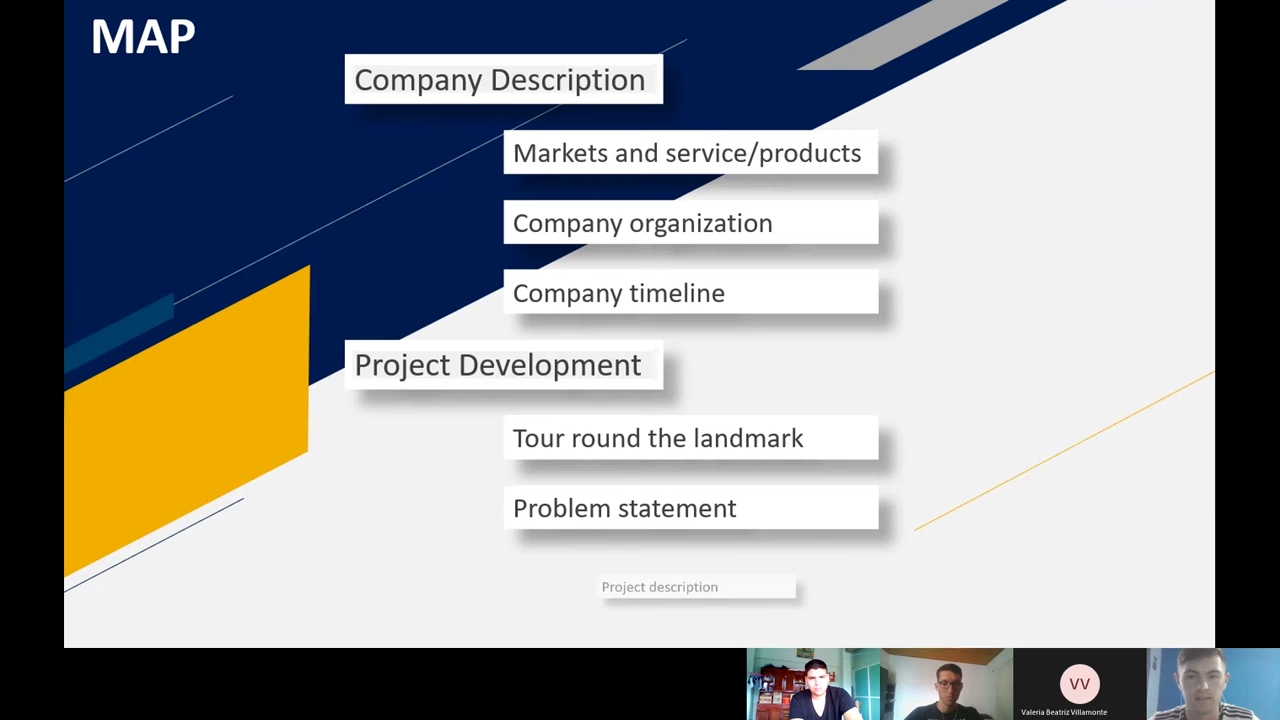 MAP
Company Description
Markets and service/products
Company organization
Company timeline
Project Development
Tour round the landmark
Problem statement
Project description
VV
Valeria Beatriz Villamonte